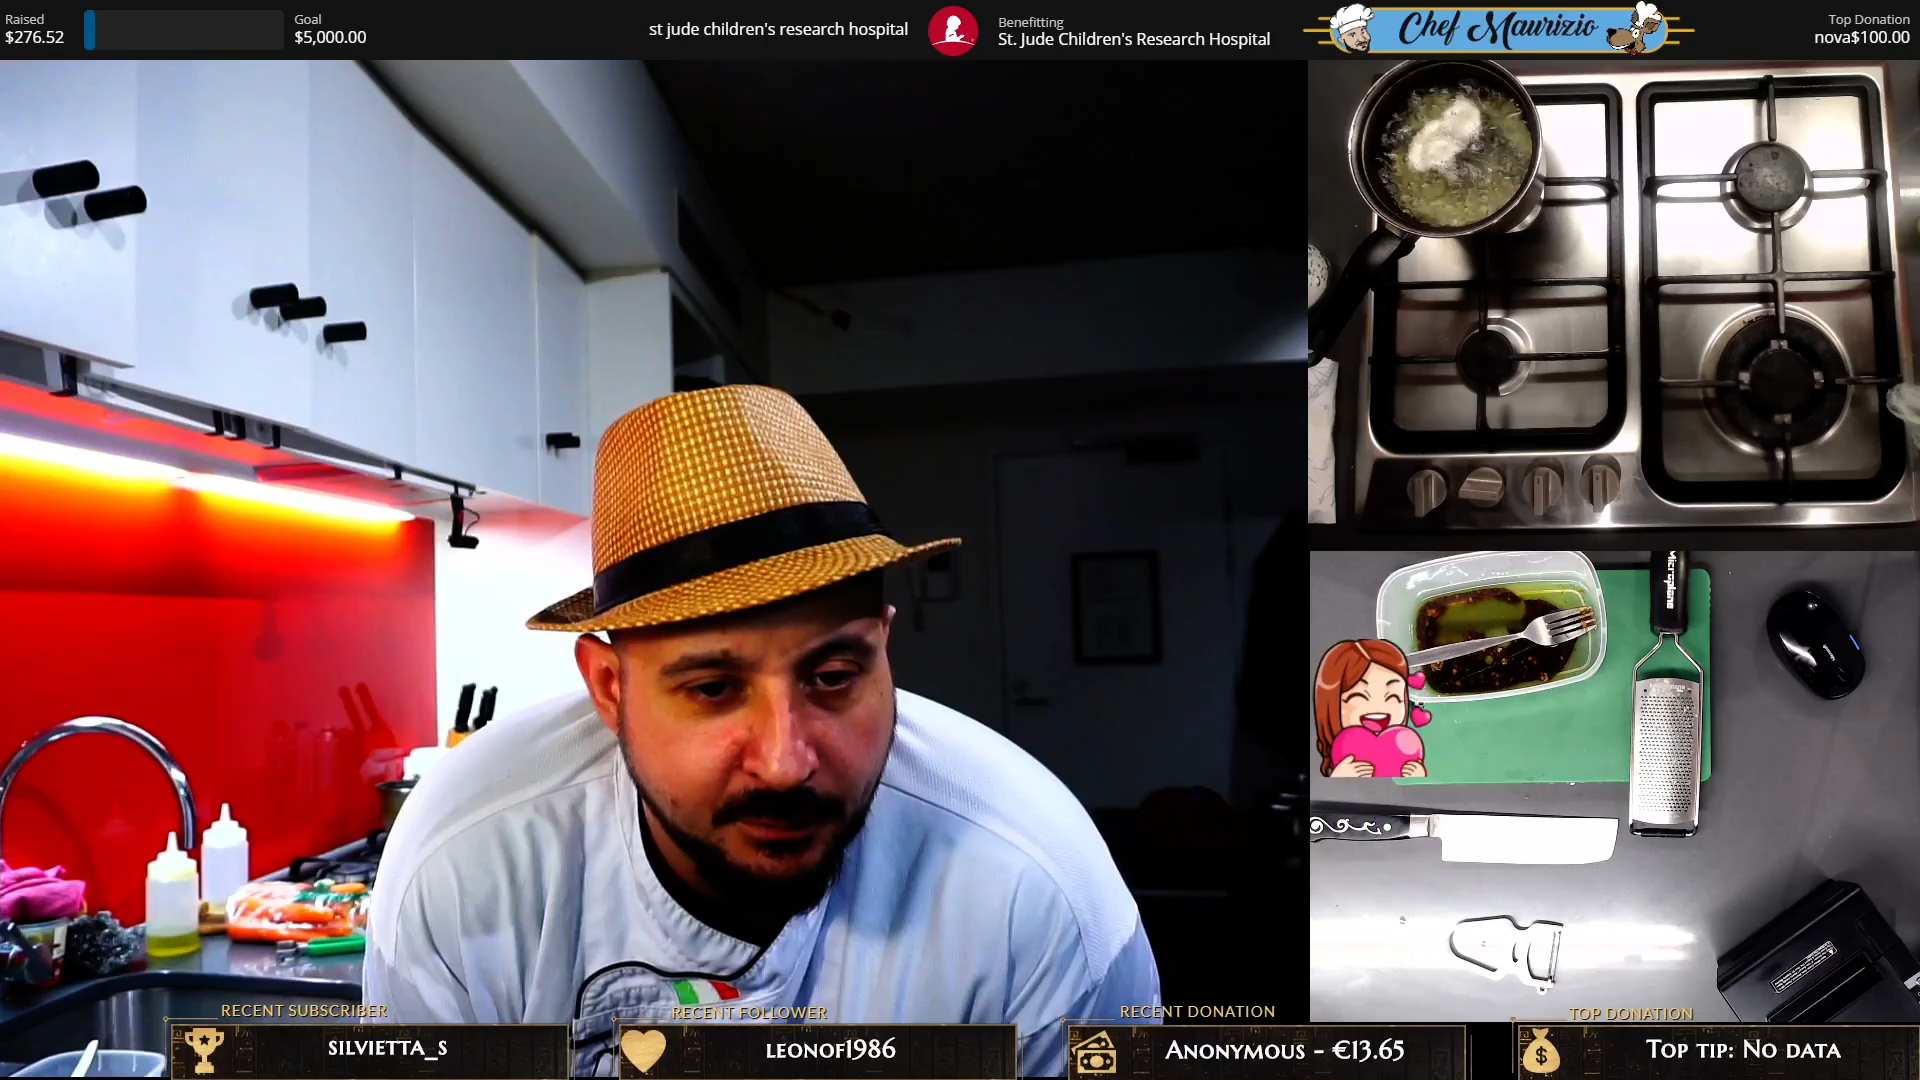 Raised
$276.52
Goal
$5,000.00
st jude children's research hospital
Benefitting
St. Jude Children's Research Hospital
Chef Maurizio
Top Donation
nova$100.00
Microplane
RECENT SUBSCRIBER
SILVIETTA_S
RECENT FOLLOWER
LEONOF1986
RECENT DONATION
ANONYMOUS - €13.65
TOP DONATION
TOP TIP: NO DATA